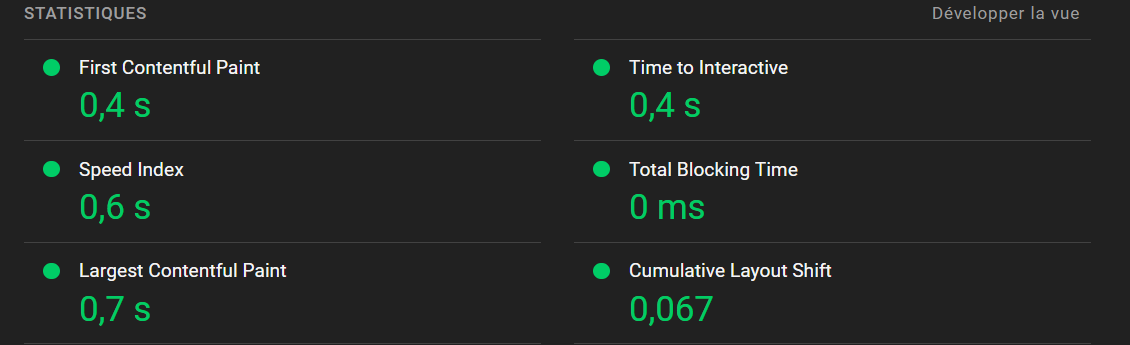 STATISTIQUES
Développer la vue
First Contentful Paint
0,4 s
Time to Interactive
0,4 s
Speed Index
0,6 s
Total Blocking Time
0 ms
Largest Contentful Paint
0,7 s
Cumulative Layout Shift
0,067